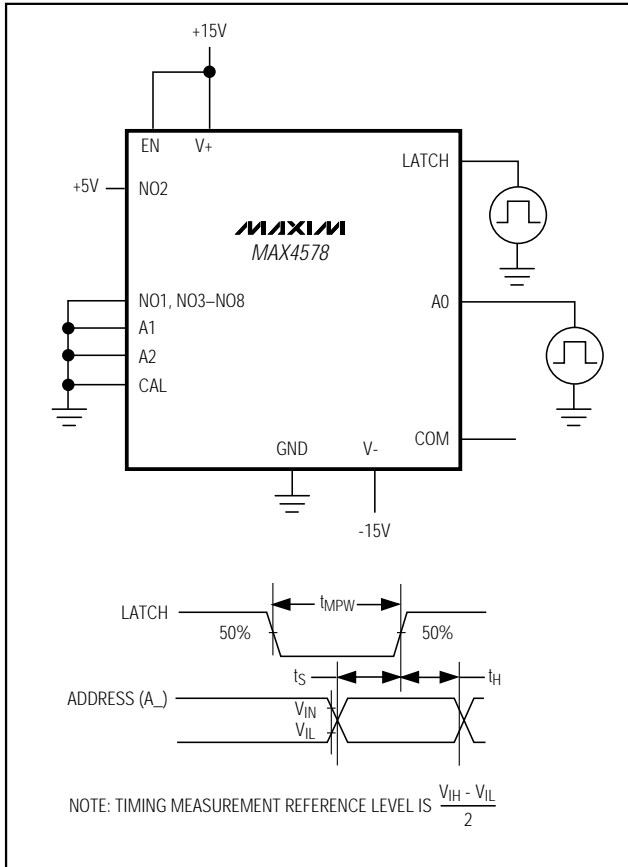 +15V
EN V+
LATCH
+5V NO2
MAXIM
MAX4578
NO1, NO3–NO8
A0
A1
A2
CAL
COM
GND V-
-15V
LATCH
tMPW
50% 50%
tS tH
ADDRESS (A_)
VIN
VIL
NOTE: TIMING MEASUREMENT REFERENCE LEVEL IS VIH - VIL
2